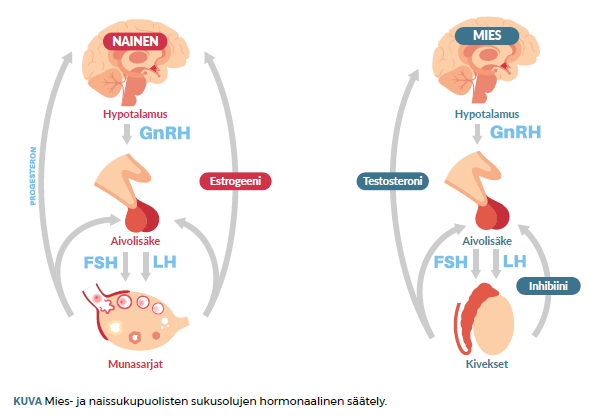 NAINEN
Hypotalamus
GnRH
PROGESTERON
Estrogeeni
Aivolisäke
FSH LH
Munasarjat
MIES
Hypotalamus
GnRH
Testosteroni
Aivolisäke
FSH LH
Inhibiini
Kivekset
KUVA Mies- ja naissukupuolisten sukusolujen hormonaalinen säätely.